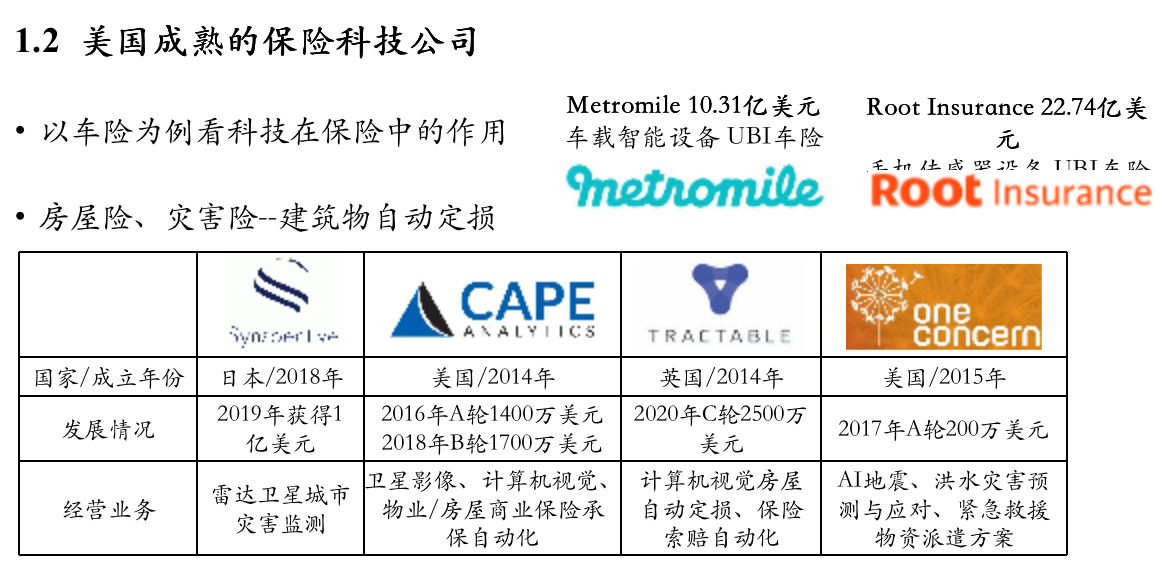 1.2 美国成熟的保险科技公司
• 以车险为例看科技在保险中的作用
Metromile 10.31亿美元
车载智能设备 UBI车险
metromile
Root Insurance 22.74亿美
元
手机传感器设备 UBI车险
Root Insurance
• 房屋险、灾害险--建筑物自动定损
Synspective
CAPE
ANALYTICS
TRACTABLE
one
concern
国家/成立年份
日本/2018年
美国/2014年
英国/2014年
美国/2015年
发展情况
2019年获得1
亿美元
2016年A轮1400万美元
2018年B轮1700万美元
2020年C轮2500万
美元
2017年A轮200万美元
经营业务
雷达卫星城市
灾害监测
卫星影像、计算机视觉、
物业/房屋商业保险承
保自动化
计算机视觉房屋
自动定损、保险
索赔自动化
AI地震、洪水灾害预
测与应对、紧急救援
物资派遣方案